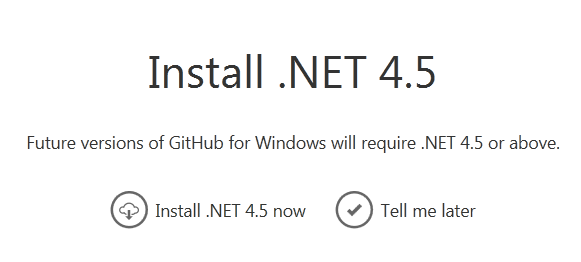 Install .NET 4.5
Future versions of GitHub for Windows will require .NET 4.5 or above.
Install .NET 4.5 now
Tell me later